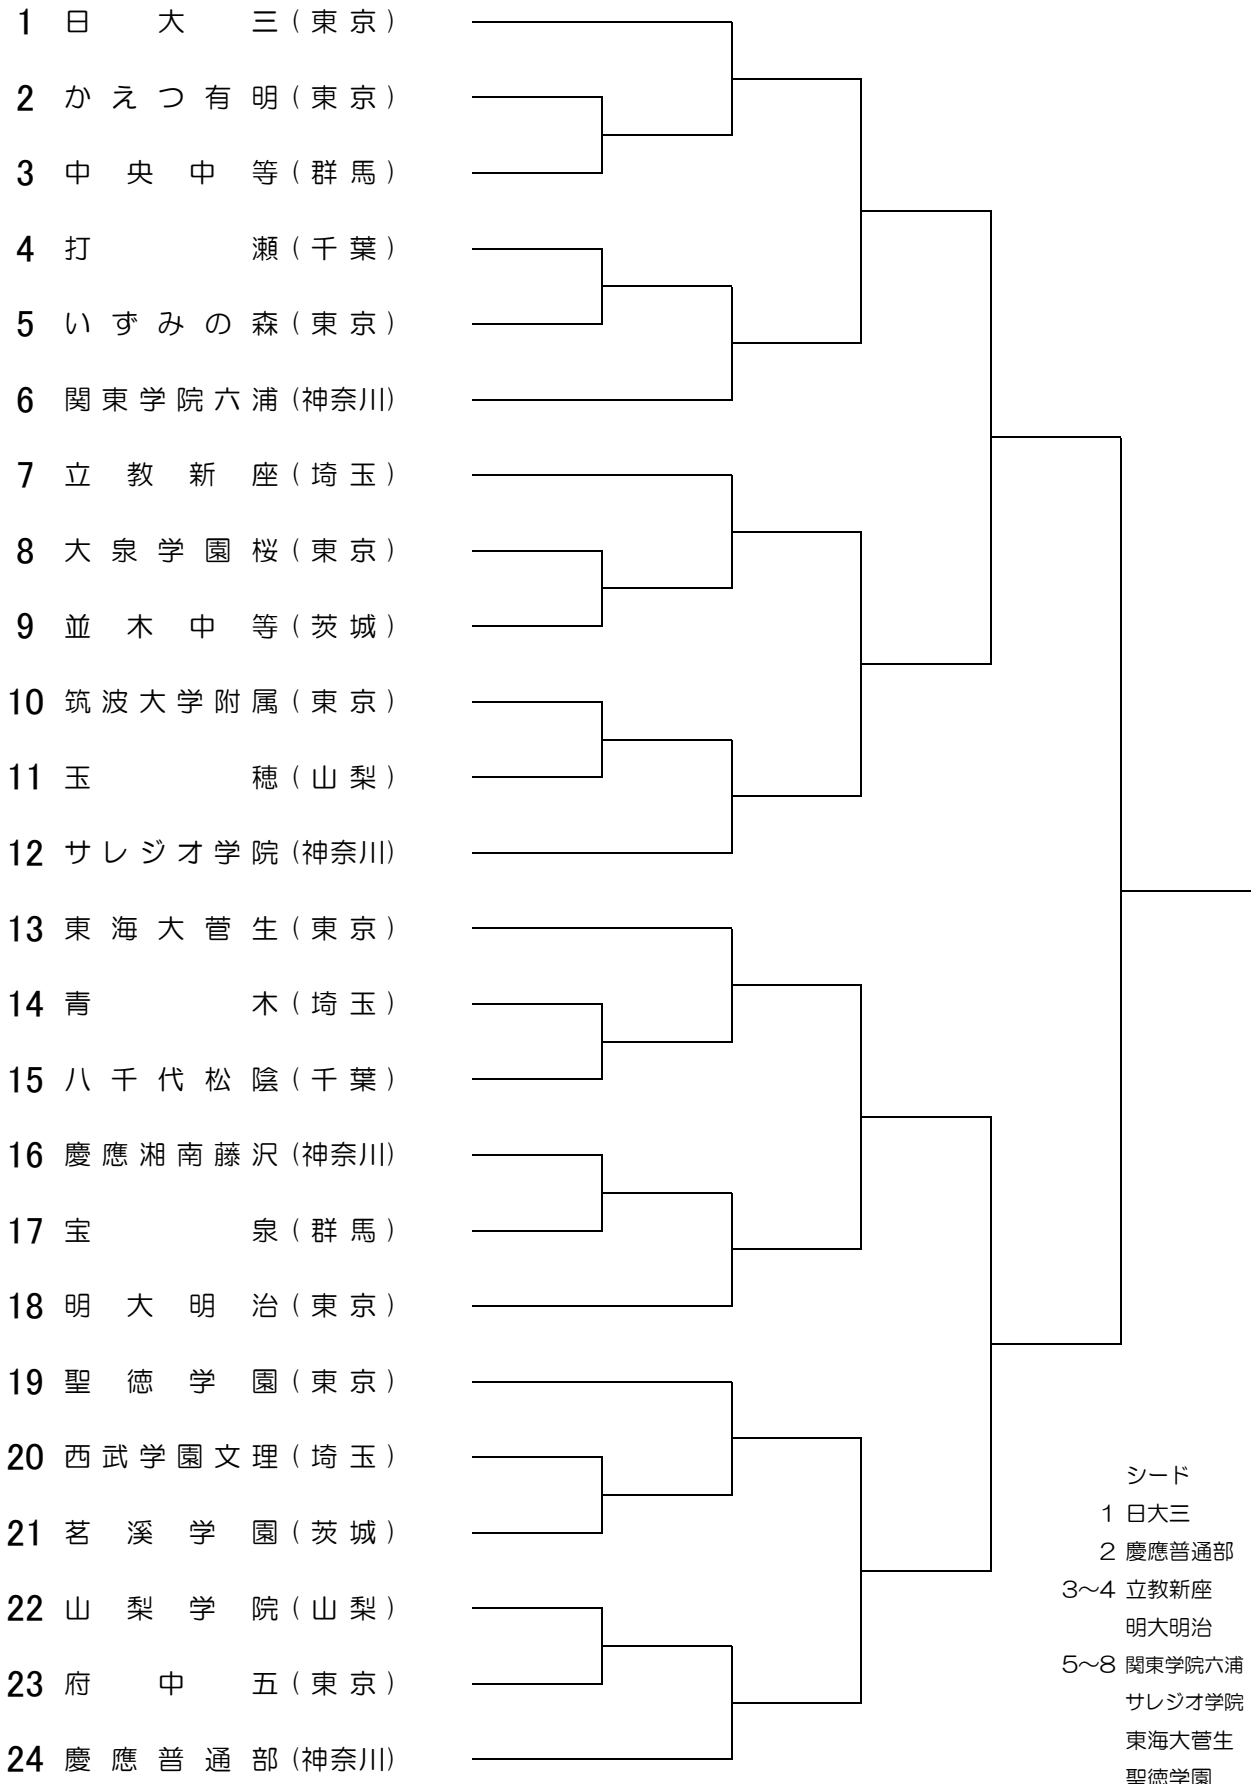 1 日大三(東京)
2 かえつ有明(東京)
3 中央中等(群馬)
4 打瀬(千葉)
5 いずみの森(東京)
6 関東学院六浦(神奈川)
7 立教新座(埼玉)
8 大泉学園桜(東京)
9 並木中等(茨城)
10 筑波大学附属(東京)
11 玉穂(山梨)
12 サレジオ学院(神奈川)
13 東海大菅生(東京)
14 青木(埼玉)
15 八千代松陰(千葉)
16 慶應湘南藤沢(神奈川)
17 宝泉(群馬)
18 明大明治(東京)
19 聖徳学園(東京)
20 西武学園文理(埼玉)
21 茗溪学園(茨城)
22 山梨学院(山梨)
23 府中五(東京)
24 慶應普通部(神奈川)
シード
1 日大三
2 慶應普通部
3～4 立教新座
明大明治
5～8 関東学院六浦
サレジオ学院
東海大菅生
聖徳学園